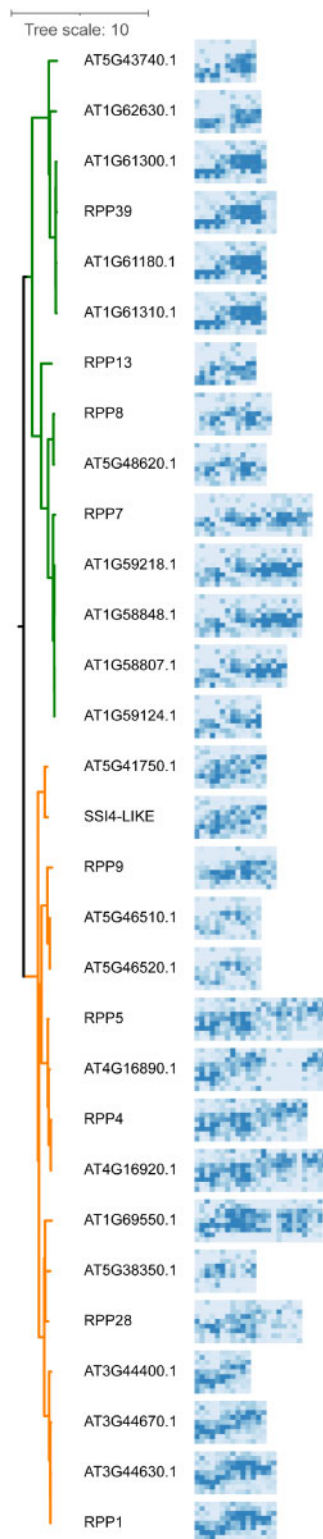 Tree scale: 10
AT5G43740.1
AT1G62630.1
AT1G61300.1
RPP39
AT1G61180.1
AT1G61310.1
RPP13
RPP8
AT5G48620.1
RPP7
AT1G59218.1
AT1G58848.1
AT1G58807.1
AT1G59124.1
AT5G41750.1
SSI4-LIKE
RPP9
AT5G46510.1
AT5G46520.1
RPP5
AT4G16890.1
RPP4
AT4G16920.1
AT1G69550.1
AT5G38350.1
RPP28
AT3G44400.1
AT3G44670.1
AT3G44630.1
RPP1